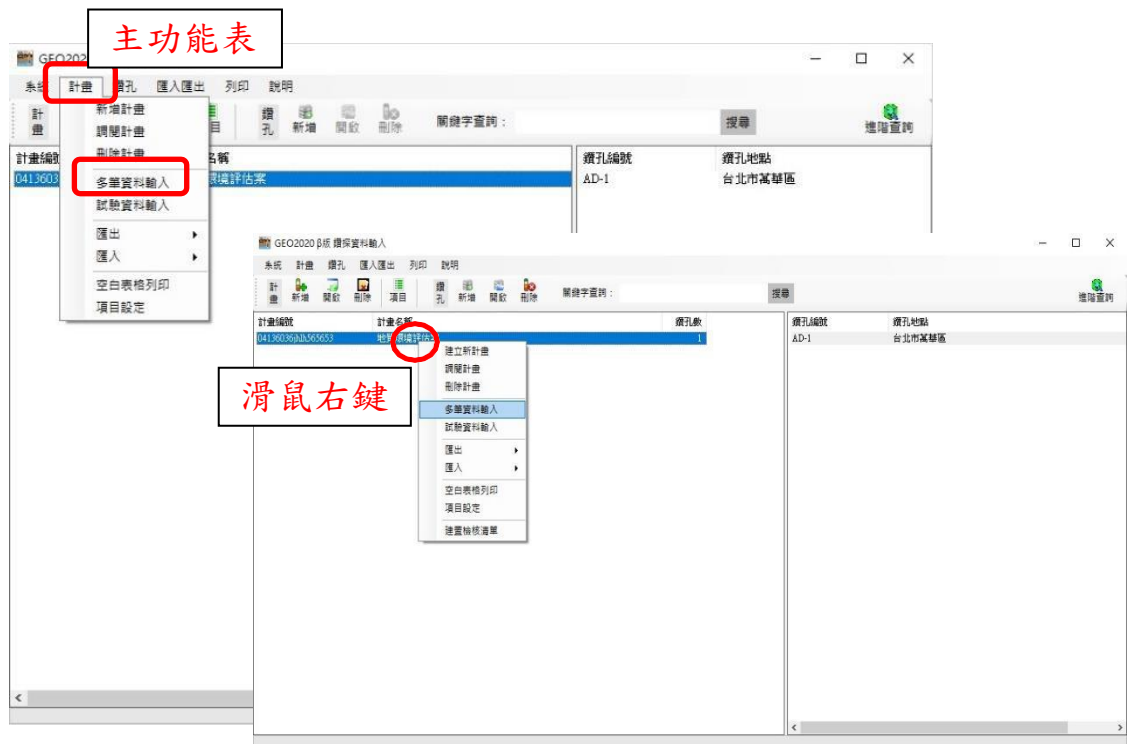 主功能表
GEO202
系統 計畫 鑽孔 匯入匯出 列印 說明
計畫
目
鑽孔 新增 開啟 刪除 關鍵字查詢： 搜尋 進階查詢
新增計畫
調閱計畫
刪除計畫
多筆資料輸入
試驗資料輸入
匯出
匯入
空白表格列印
項目設定
計畫編號 名稱 鑽孔編號 鑽孔地點
0413603 環境評估案 AD-1 台北市萬華區
GEO2020 β版 鑽探資料輸入
系統 計畫 鑽孔 匯入匯出 列印 說明
計畫 新增 開啟 刪除 項目 鑽孔 新增 開啟 刪除 關鍵字查詢： 搜尋 進階查詢
計畫編號 計畫名稱 鑽孔數 鑽孔編號 鑽孔地點
地質環境評估案 1 AD-1 台北市萬華區
滑鼠右鍵
建立新計畫
調閱計畫
刪除計畫
多筆資料輸入
試驗資料輸入
匯出
匯入
空白表格列印
項目設定
建置檢核清單